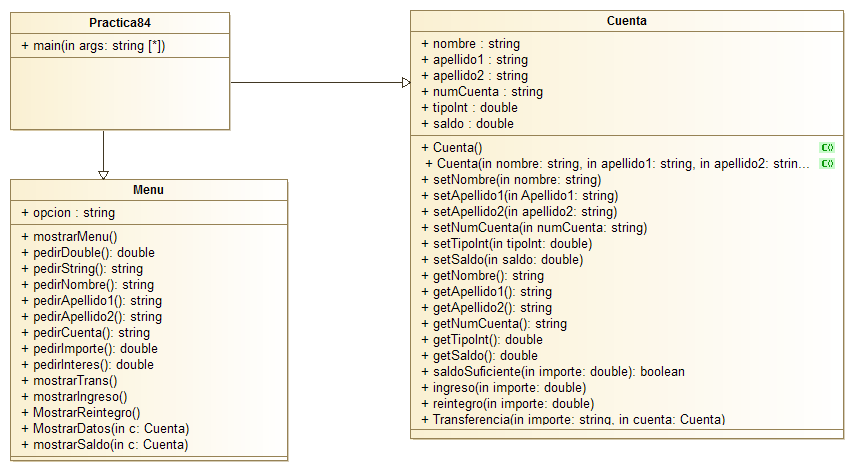 Practica84
+ main(in args: string [*])
Cuenta
+ nombre : string
+ apellido1 : string
+ apellido2 : string
+ numCuenta : string
+ tipoInt : double
+ saldo : double
+ Cuenta()
+ Cuenta(in nombre: string, in apellido1: string, in apellido2: strin...
+ setNombre(in nombre: string)
+ setApellido1(in Apellido1: string)
+ setApellido2(in apellido2: string)
+ setNumCuenta(in numCuenta: string)
+ setTipoInt(in tipoInt: double)
+ setSaldo(in saldo: double)
+ getNombre(): string
+ getApellido1(): string
+ getApellido2(): string
+ getNumCuenta(): string
+ getTipoInt(): double
+ getSaldo(): double
+ saldoSuficiente(in importe: double): boolean
+ ingreso(in importe: double)
+ reintegro(in importe: double)
+ Transferencia(in importe: string, in cuenta: Cuenta)
C()
C()
Menu
+ opcion : string
+ mostrarMenu()
+ pedirDouble(): double
+ pedirString(): string
+ pedirNombre(): string
+ pedirApellido1(): string
+ pedirApellido2(): string
+ pedirCuenta(): string
+ pedirImporte(): double
+ pedirInteres(): double
+ mostrarTrans()
+ mostrarIngreso()
+ MostrarReintegro()
+ MostrarDatos(in c: Cuenta)
+ mostrarSaldo(in c: Cuenta)